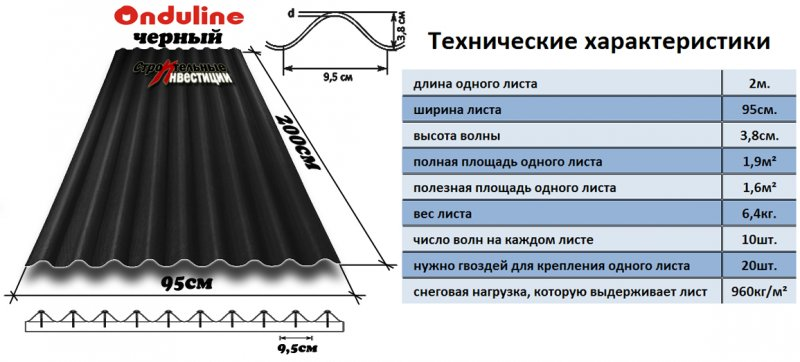 Onduline
черный
Строительные
Инвестиции
200см
95см
9,5см
d
3,8 см
9,5 см
Технические характеристики
длина одного листа 2м.
ширина листа 95см.
высота волны 3,8см.
полная площадь одного листа 1,9м²
полезная площадь одного листа 1,6м²
вес листа 6,4кг.
число волн на каждом листе 10шт.
нужно гвоздей для крепления одного листа 20шт.
снеговая нагрузка, которую выдерживает лист 960кг/м²